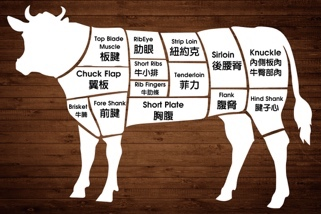 Top Blade
Muscle
板腱
RibEye
肋眼
Strip Loin
紐約克
Sirloin
後腰脊
Knuckle
內側板肉
牛臀部肉
Chuck Flap
翼板
Short Ribs
牛小排
Tenderloin
菲力
Rib Fingers
牛肋條
Brisket
牛腩
Fore Shank
前腱
Short Plate
胸腹
Flank
腹脅
Hind Shank
腱子心